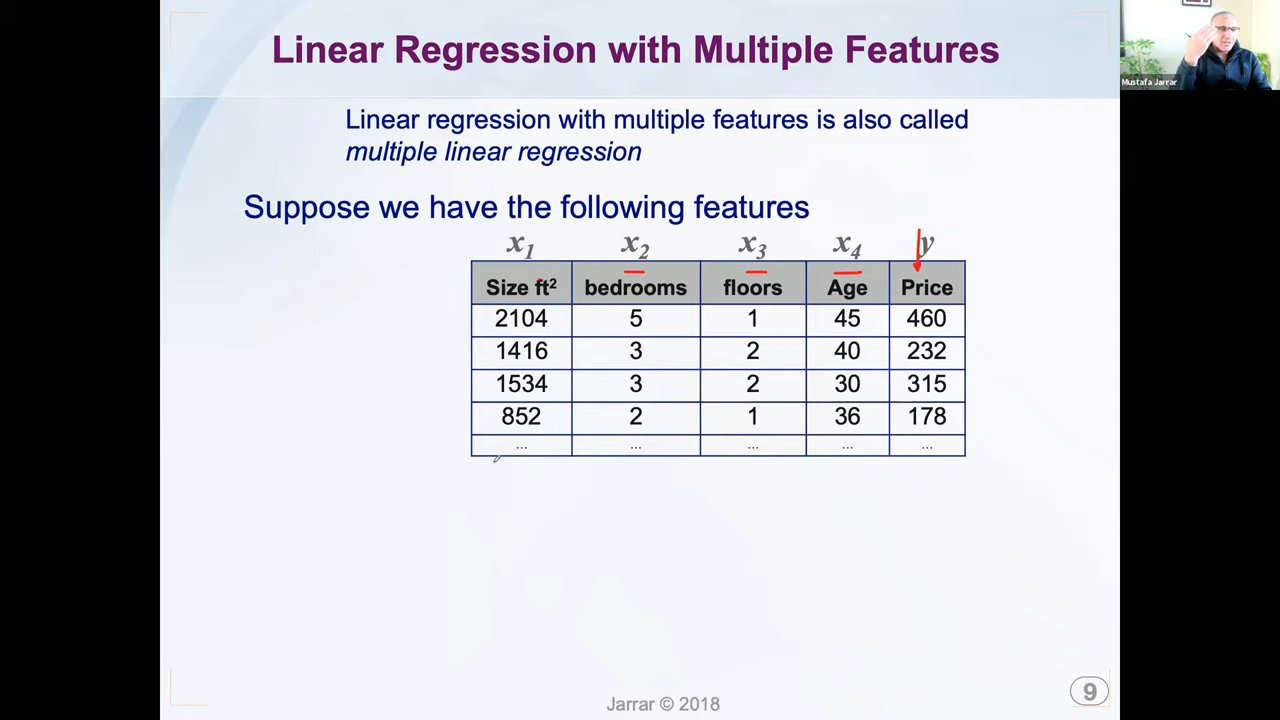 Linear Regression with Multiple Features
Mustafa Jarrar
Linear regression with multiple features is also called
multiple linear regression
Suppose we have the following features
x₁ x₂ x₃ x₄ y
Size ft² bedrooms floors Age Price
2104 5 1 45 460
1416 3 2 40 232
1534 3 2 30 315
852 2 1 36 178
... ... ... ... ...
Jarrar © 2018
9